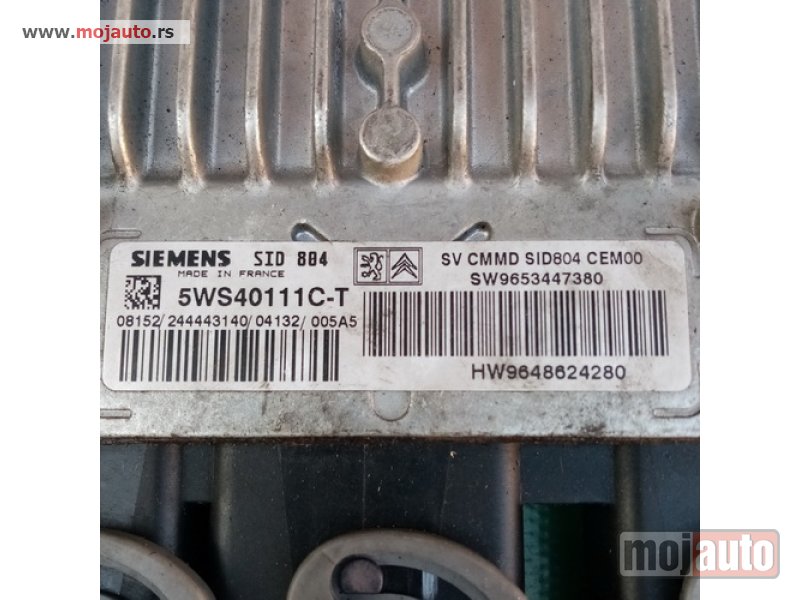 www.mojauto.rs
SIEMENS SID 804
MADE IN FRANCE
5WS40111C-T
08152/244443140/04132/005A5
SV CMMD SID804 CEM00
SW9653447380
HW9648624280
mojauto